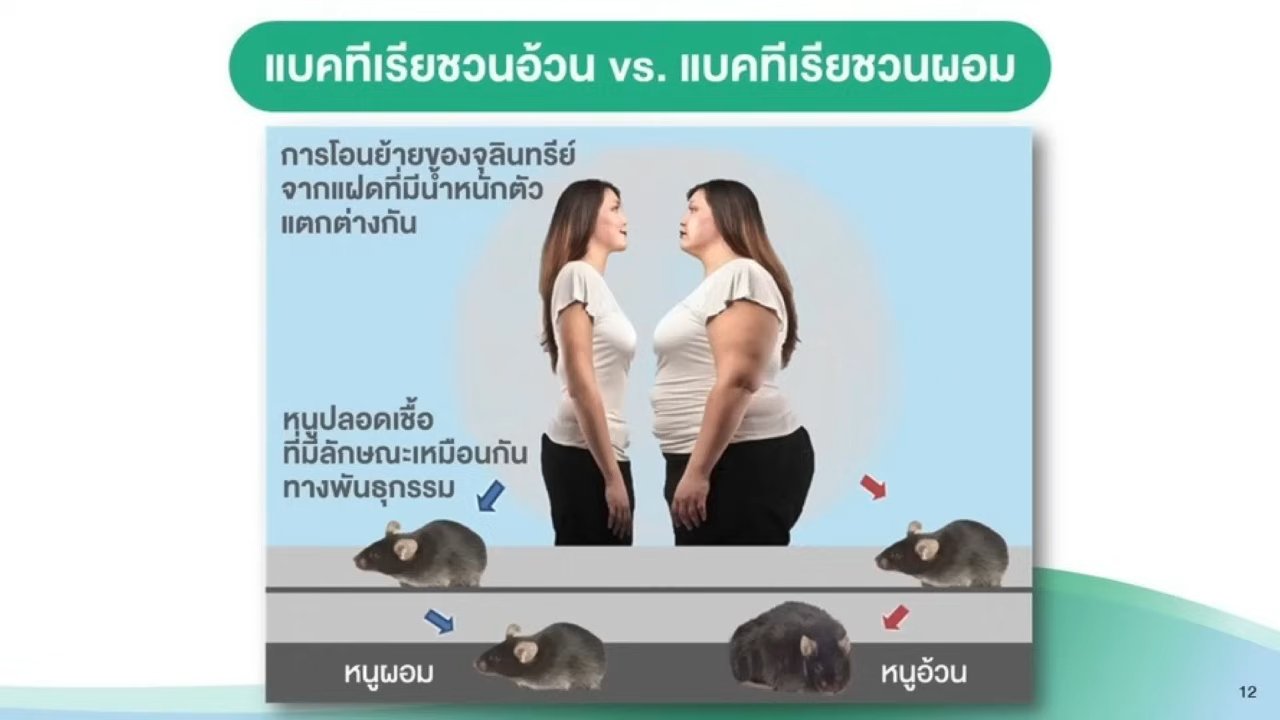 แบคทีเรียชวนอ้วน vs. แบคทีเรียชวนผอม
การโอนย้ายของจุลินทรีย์
จากแฝดที่มีน้ำหนักตัว
แตกต่างกัน
หนูปลอดเชื้อ
ที่มีลักษณะเหมือนกัน
ทางพันธุกรรม
หนูผอม
หนูอ้วน
12